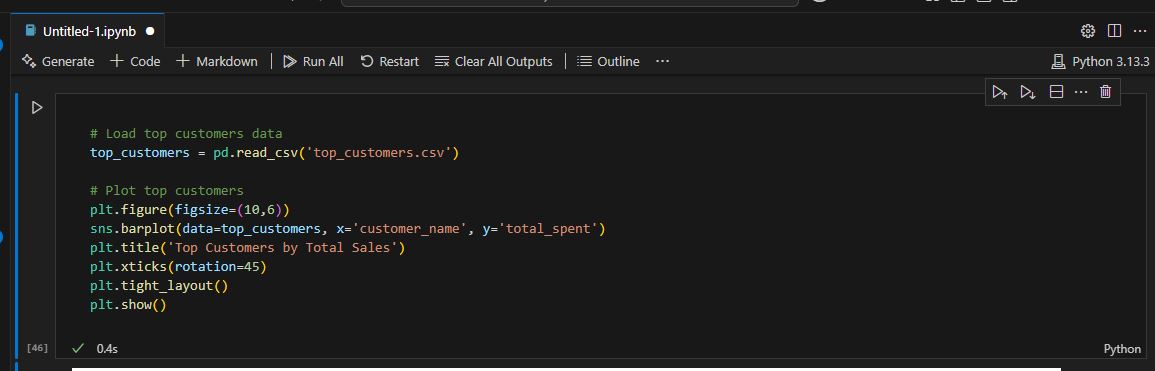 Untitled-1.ipynb
Generate + Code + Markdown Run All Restart Clear All Outputs Outline ... Python 3.13.3
# Load top customers data
top_customers = pd.read_csv('top_customers.csv')
# Plot top customers
plt.figure(figsize=(10,6))
sns.barplot(data=top_customers, x='customer_name', y='total_spent')
plt.title('Top Customers by Total Sales')
plt.xticks(rotation=45)
plt.tight_layout()
plt.show()
[46] 0.4s Python